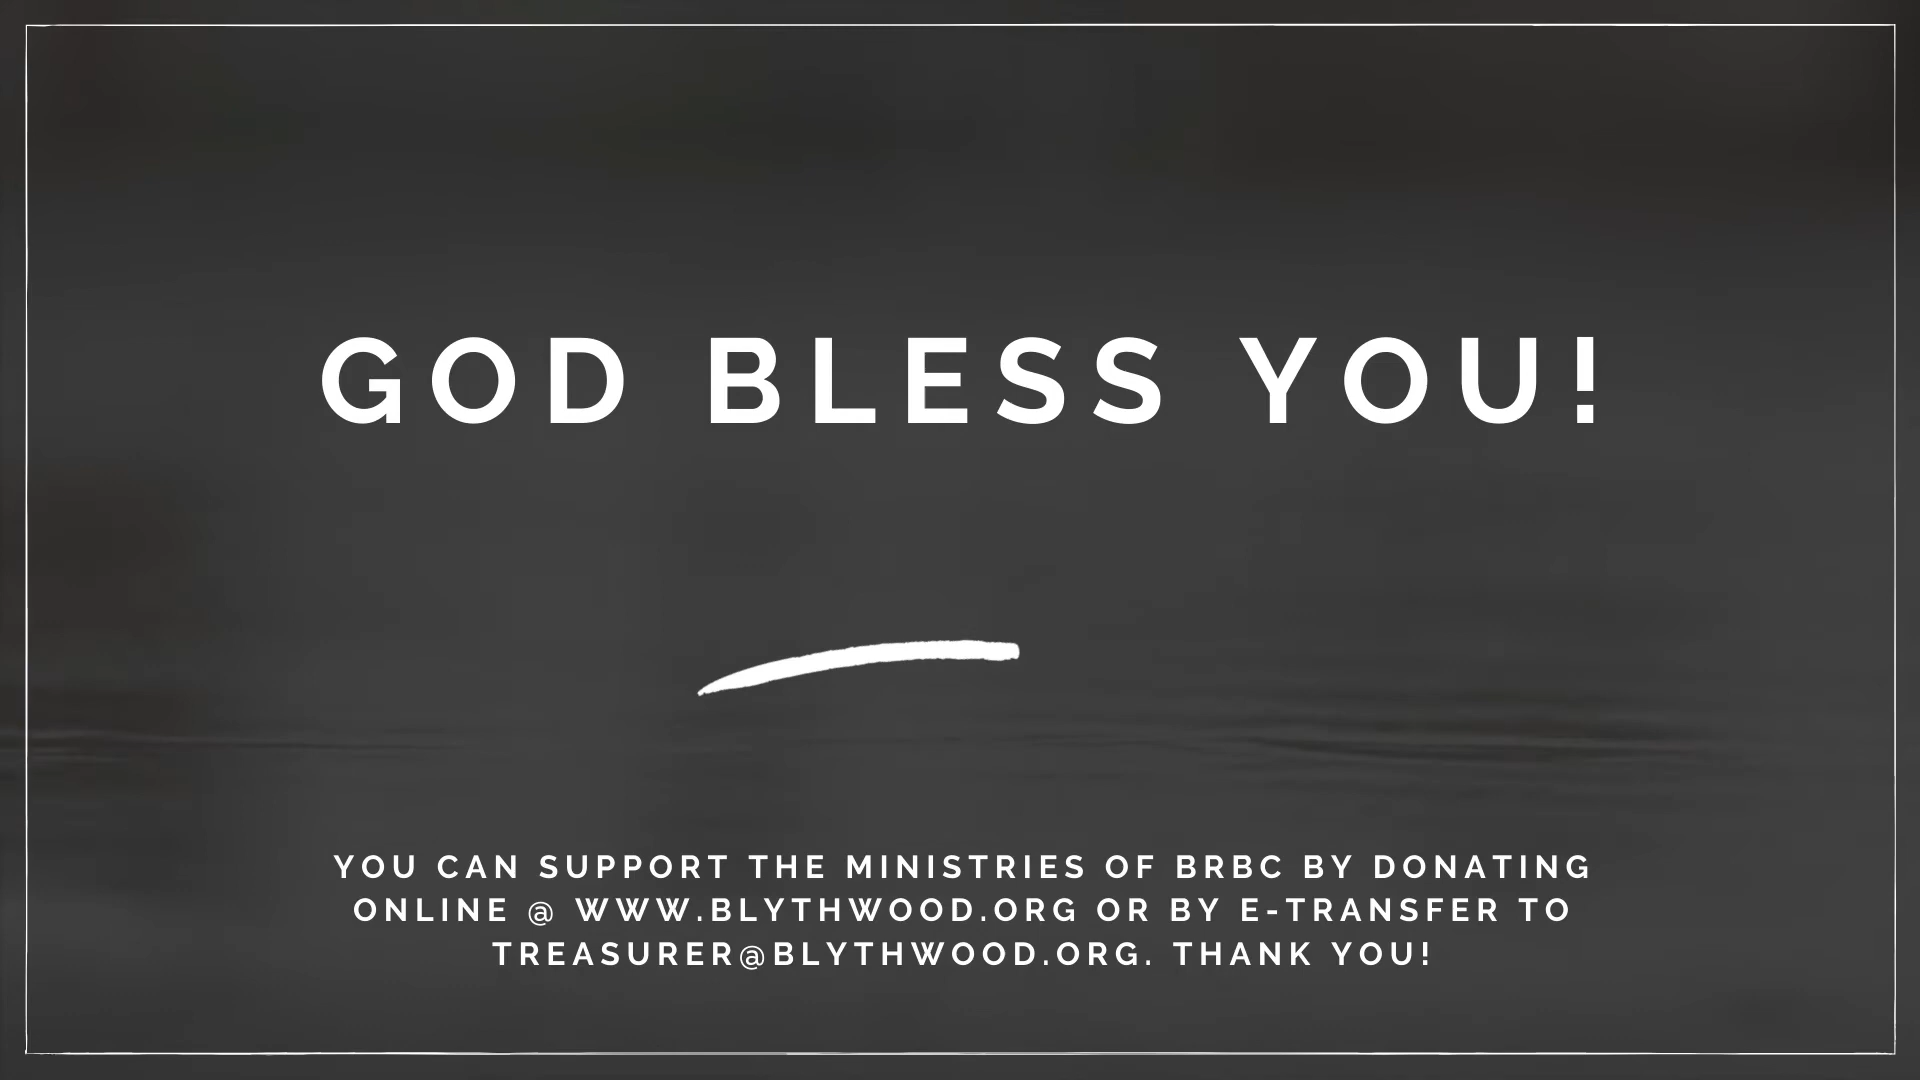 GOD BLESS YOU!
YOU CAN SUPPORT THE MINISTRIES OF BRBC BY DONATING
ONLINE @ WWW.BLYTHWOOD.ORG OR BY E-TRANSFER TO
TREASURER@BLYTHWOOD.ORG. THANK YOU!